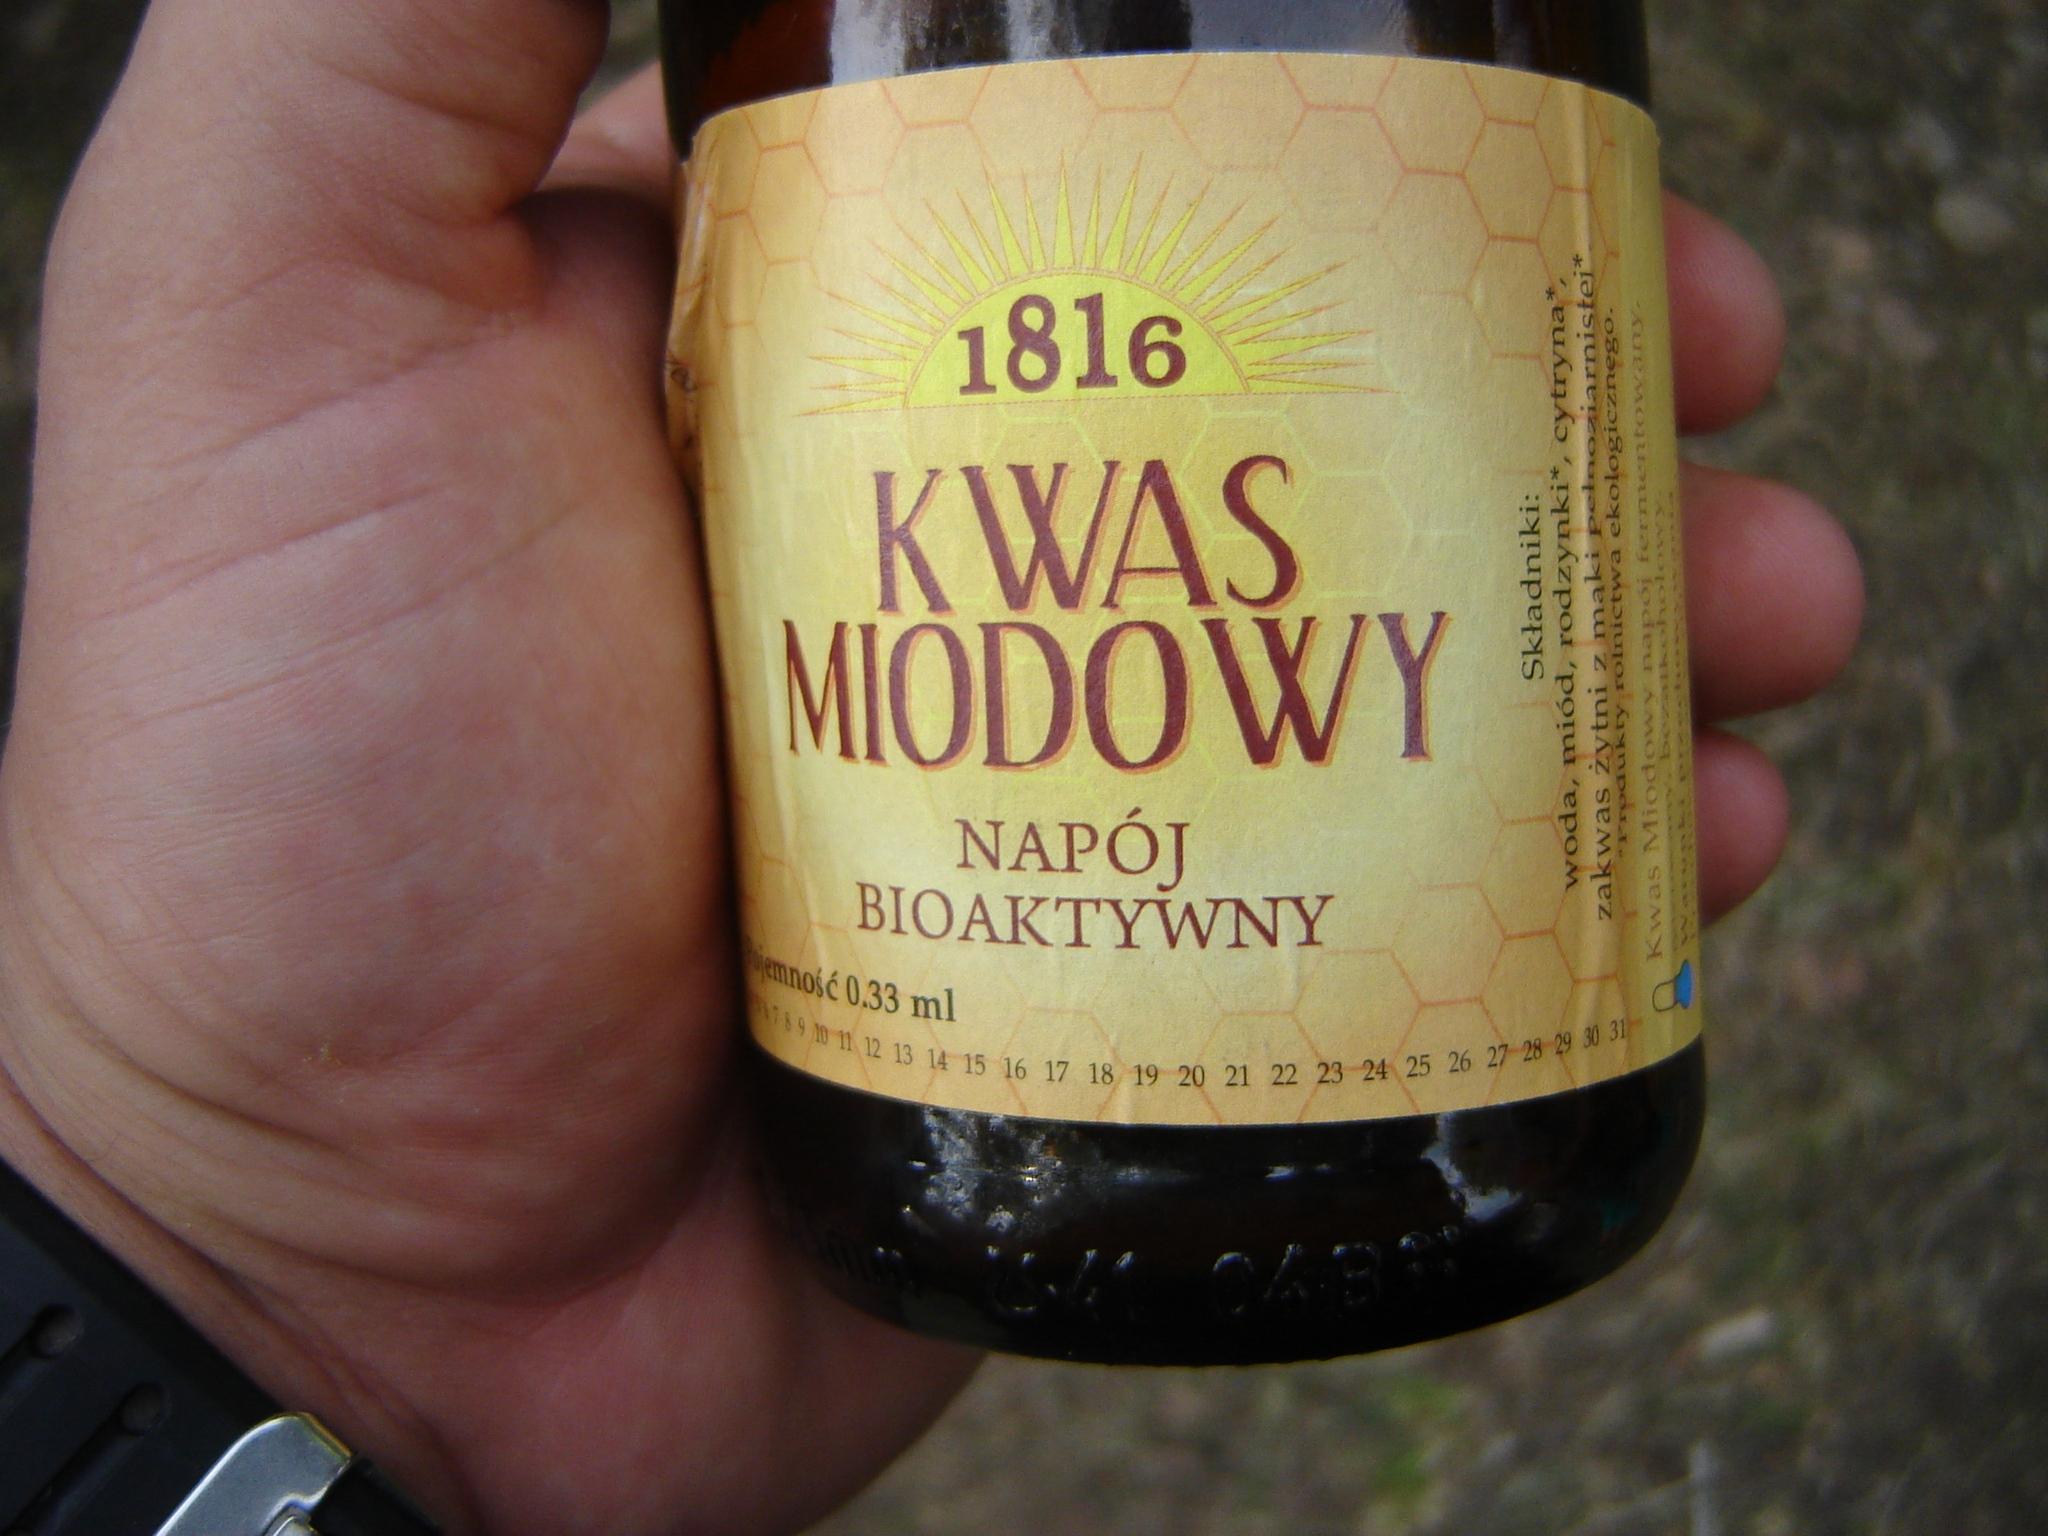 1816
KWAS
MIODOWY
NAPÓJ
BIOAKTYWNY
Pojemność 0.33 ml
7 8 9 10 11 12 13 14 15 16 17 18 19 20 21 22 23 24 25 26 27 28 29 30 31
Składniki:
woda, miód, rodzynki*, cytryna*,
zakwas żytni z mąki pełnoziarnistej*
*Produkty rolnictwa ekologicznego.
Kwas Miodowy napój fermentowany,
bezalkoholowy.
Warunki